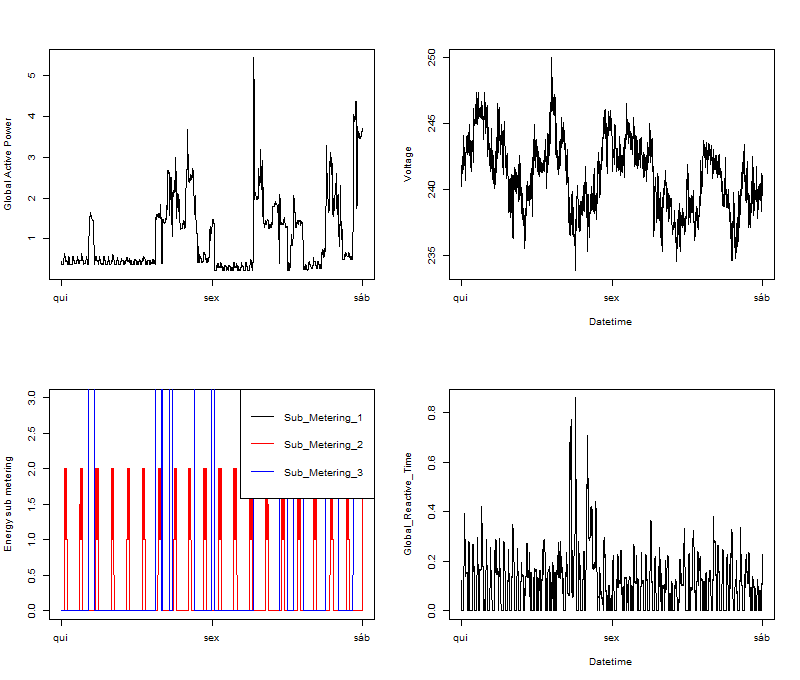 Global Active Power
5
4
3
2
1
qui
sex
sáb
Voltage
250
245
240
235
qui
sex
sáb
Datetime
Energy sub metering
3.0
2.5
2.0
1.5
1.0
0.5
0.0
Sub_Metering_1
Sub_Metering_2
Sub_Metering_3
qui
sex
sáb
Global_Reactive_Time
0.8
0.6
0.4
0.2
0.0
qui
sex
sáb
Datetime